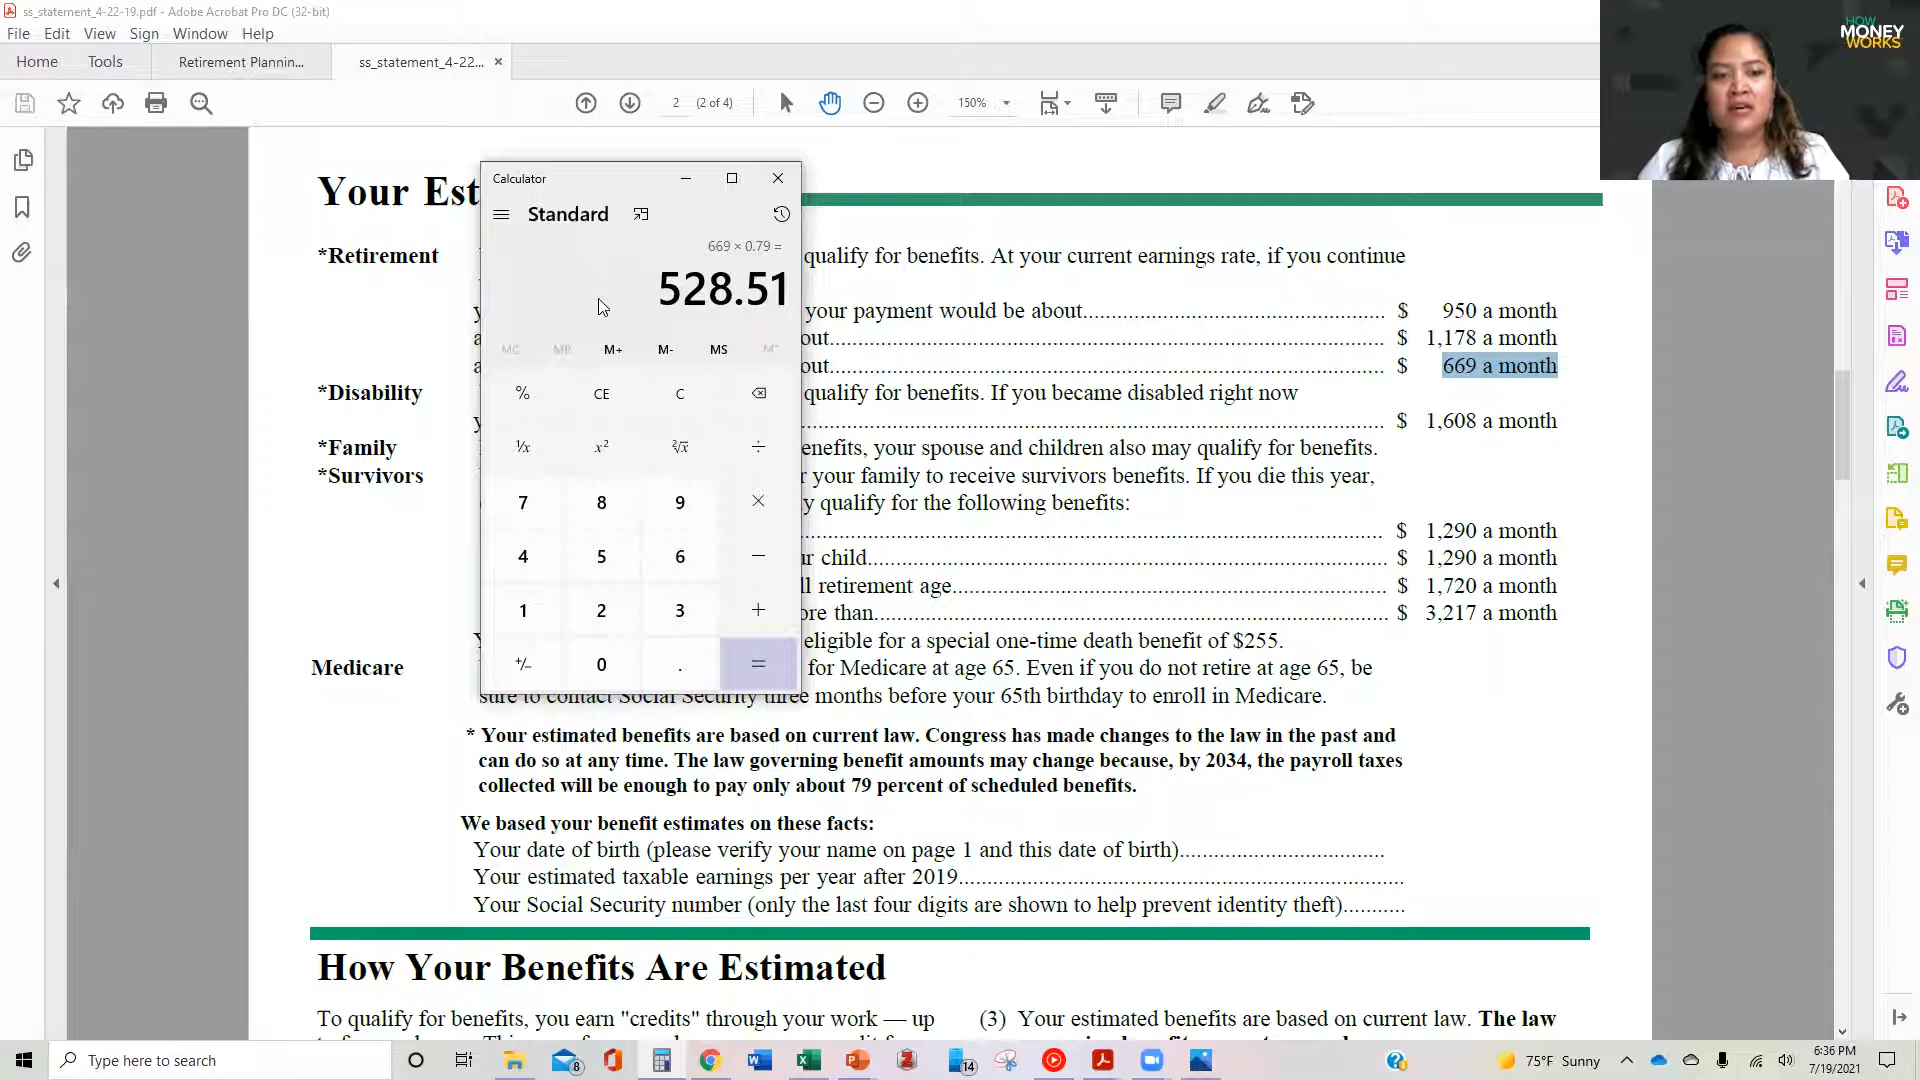 ss_statement_4-22-19.pdf - Adobe Acrobat Pro DC (32-bit)
File Edit View Sign Window Help
Home Tools Retirement Plannin... ss_statement_4-22... ×
2 (2 of 4) 150%
HOW
MONEY
WORKS
Your Est
Calculator
Standard
669 × 0.79 =
528.51
MC MR M+ M- MS M˅
% CE C
¹⁄x x² ²√x ÷
7 8 9 ×
4 5 6 −
1 2 3 +
+/− 0 . =
*Retirement qualify for benefits. At your current earnings rate, if you continue
your payment would be about $ 950 a month
out $ 1,178 a month
out $ 669 a month
*Disability qualify for benefits. If you became disabled right now
$ 1,608 a month
*Family enefits, your spouse and children also may qualify for benefits.
*Survivors r your family to receive survivors benefits. If you die this year,
y qualify for the following benefits:
$ 1,290 a month
ur child $ 1,290 a month
ll retirement age $ 1,720 a month
ore than $ 3,217 a month
eligible for a special one-time death benefit of $255.
Medicare for Medicare at age 65. Even if you do not retire at age 65, be
sure to contact Social Security three months before your 65th birthday to enroll in Medicare.
* Your estimated benefits are based on current law. Congress has made changes to the law in the past and
can do so at any time. The law governing benefit amounts may change because, by 2034, the payroll taxes
collected will be enough to pay only about 79 percent of scheduled benefits.
We based your benefit estimates on these facts:
Your date of birth (please verify your name on page 1 and this date of birth)
Your estimated taxable earnings per year after 2019
Your Social Security number (only the last four digits are shown to help prevent identity theft)
How Your Benefits Are Estimated
To qualify for benefits, you earn "credits" through your work — up
(3) Your estimated benefits are based on current law. The law
Type here to search
8
14
75°F Sunny
6:36 PM
7/19/2021